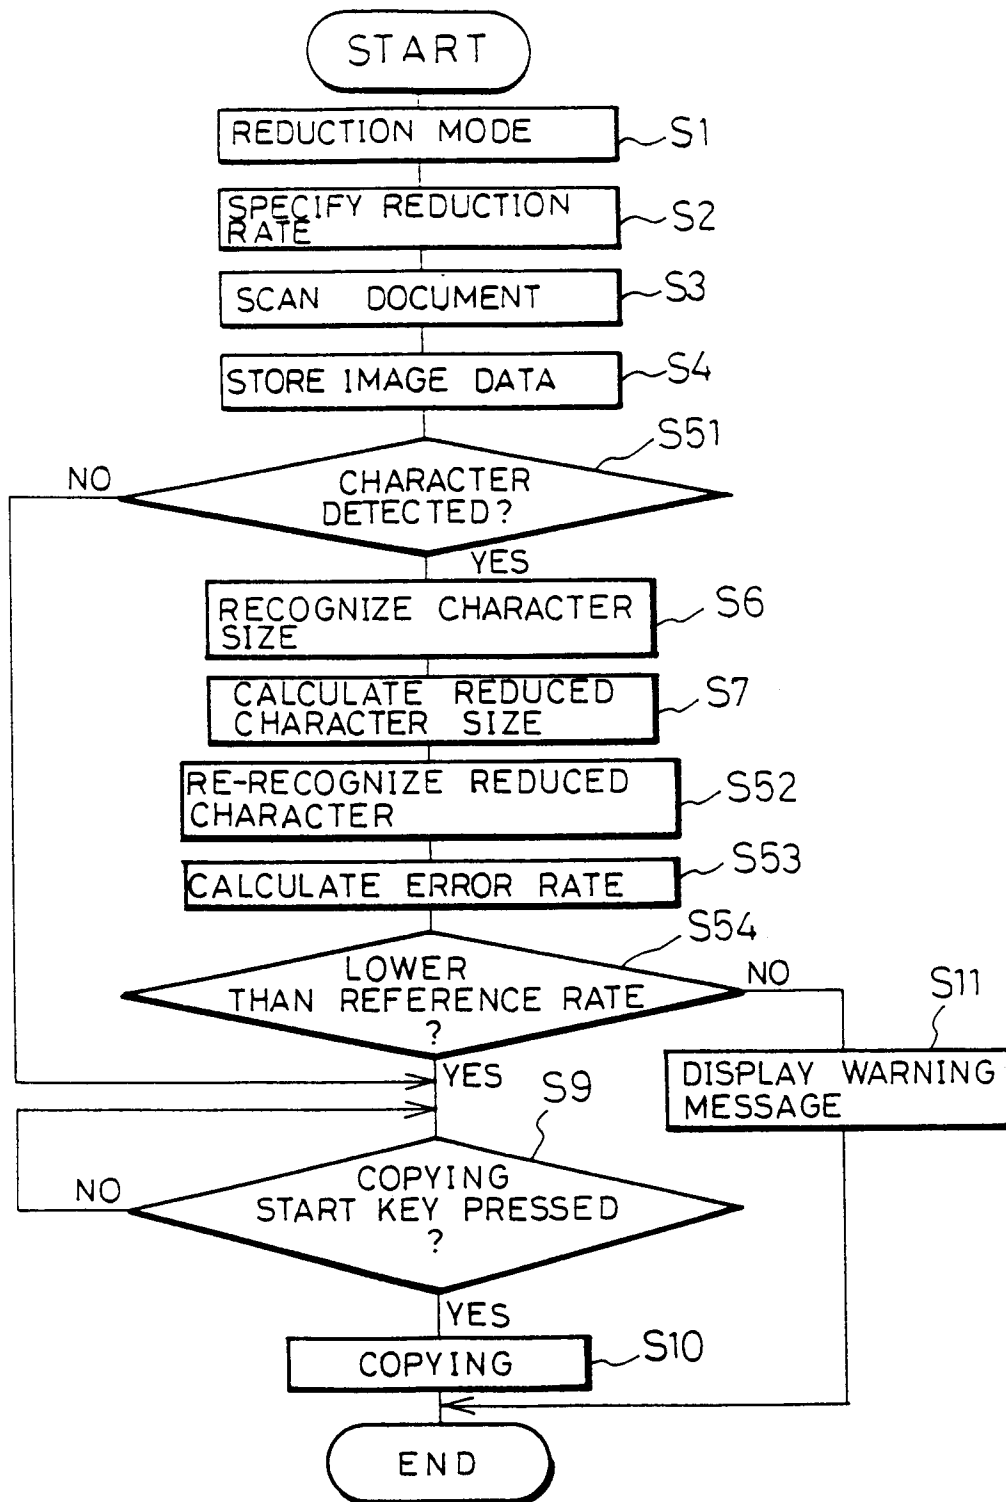 START
REDUCTION MODE
S1
SPECIFY REDUCTION
RATE
S2
SCAN DOCUMENT
S3
STORE IMAGE DATA
S4
S51
NO
CHARACTER
DETECTED?
YES
RECOGNIZE CHARACTER
SIZE
S6
CALCULATE REDUCED
CHARACTER SIZE
S7
RE-RECOGNIZE REDUCED
CHARACTER
S52
CALCULATE ERROR RATE
S53
S54
LOWER
THAN REFERENCE RATE
?
NO
S11
YES
DISPLAY WARNING
MESSAGE
S9
COPYING
START KEY PRESSED
?
NO
YES
COPYING
S10
END